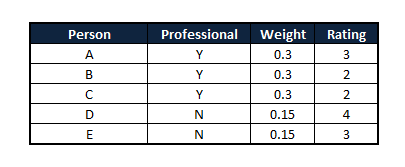 Person Professional Weight Rating
A Y 0.3 3
B Y 0.3 2
C Y 0.3 2
D N 0.15 4
E N 0.15 3